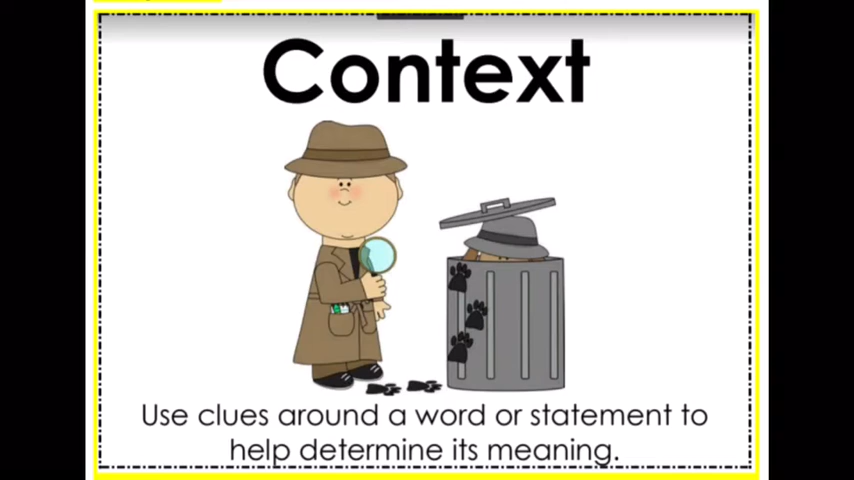 Context
Use clues around a word or statement to
help determine its meaning.